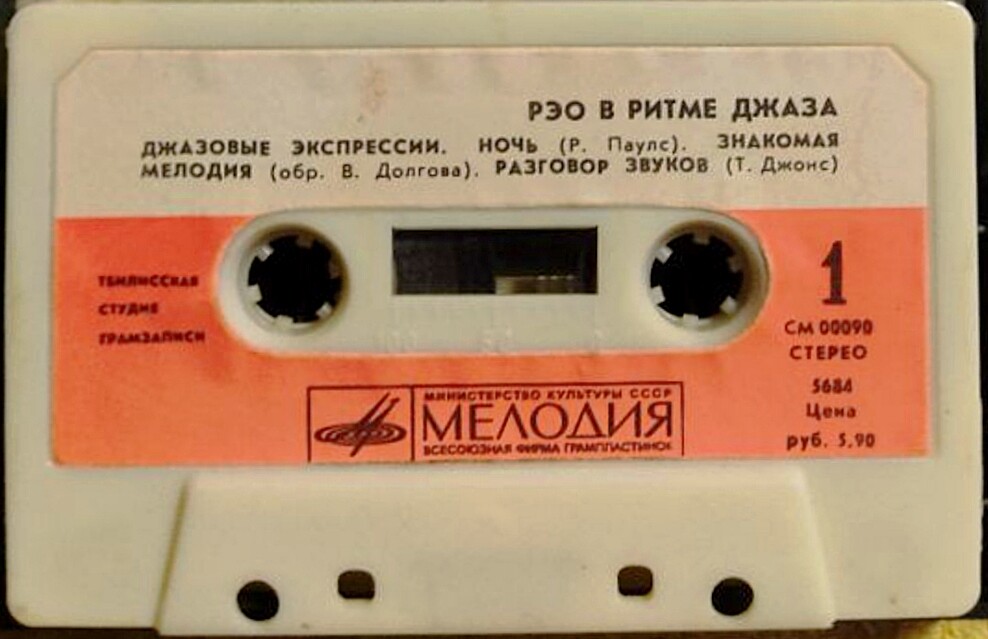 РЭО В РИТМЕ ДЖАЗА
ДЖАЗОВЫЕ ЭКСПРЕССИИ. НОЧЬ (Р. Паулс). ЗНАКОМАЯ
МЕЛОДИЯ (обр. В. Долгова). РАЗГОВОР ЗВУКОВ (Т. Джонс)
ТБИЛИССКАЯ
СТУДИЯ
ГРАМЗАПИСИ
1
СМ 00090
СТЕРЕО
5684
Цена
руб. 5,90
МИНИСТЕРСТВО КУЛЬТУРЫ СССР
МЕЛОДИЯ
ВСЕСОЮЗНАЯ ФИРМА ГРАМПЛАСТИНОК